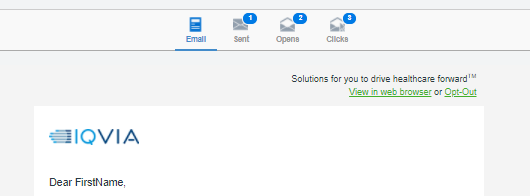 1 2 3
Email Sent Opens Clicks
Solutions for you to drive healthcare forward™
View in web browser or Opt-Out
IQVIA
Dear FirstName,